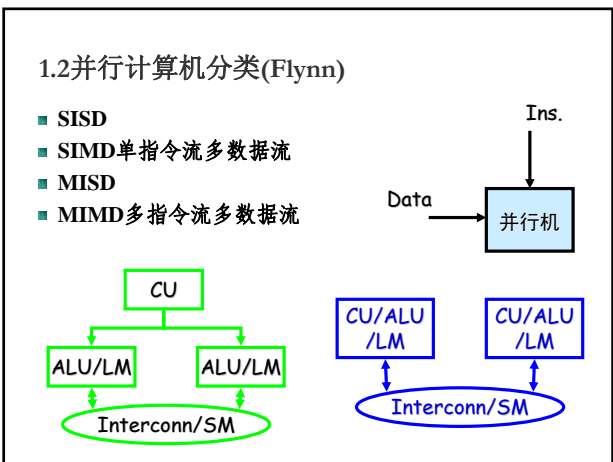 1.2并行计算机分类(Flynn)
SISD
SIMD单指令流多数据流
MISD
MIMD多指令流多数据流
Ins.
Data
并行机
CU
ALU/LM
ALU/LM
Interconn/SM
CU/ALU
/LM
CU/ALU
/LM
Interconn/SM